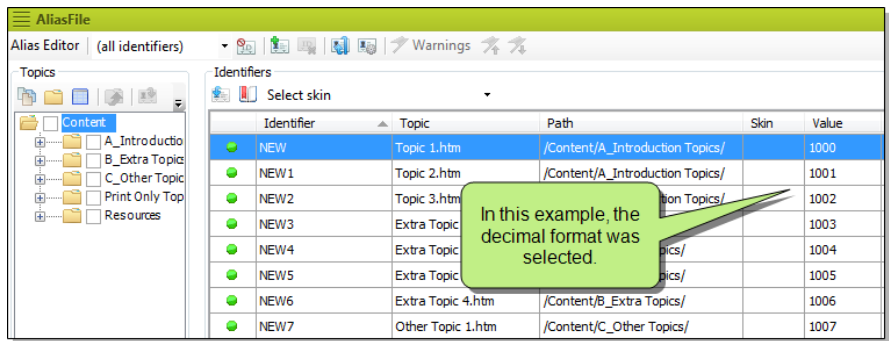 AliasFile
Alias Editor (all identifiers) Warnings
Topics
Identifiers
Select skin
Content
A_Introductio
B_Extra Topics
C_Other Topic
Print Only Top
Resources
Identifier Topic Path Skin Value
NEW Topic 1.htm /Content/A_Introduction Topics/ 1000
NEW1 Topic 2.htm /Content/A_Introduction Topics/ 1001
NEW2 Topic 3.htm tion Topics/ 1002
NEW3 Extra Topic 1003
NEW4 Extra Topic pics/ 1004
NEW5 Extra Topic pics/ 1005
NEW6 Extra Topic 4.htm /Content/B_Extra Topics/ 1006
NEW7 Other Topic 1.htm /Content/C_Other Topics/ 1007
In this example, the
decimal format was
selected.